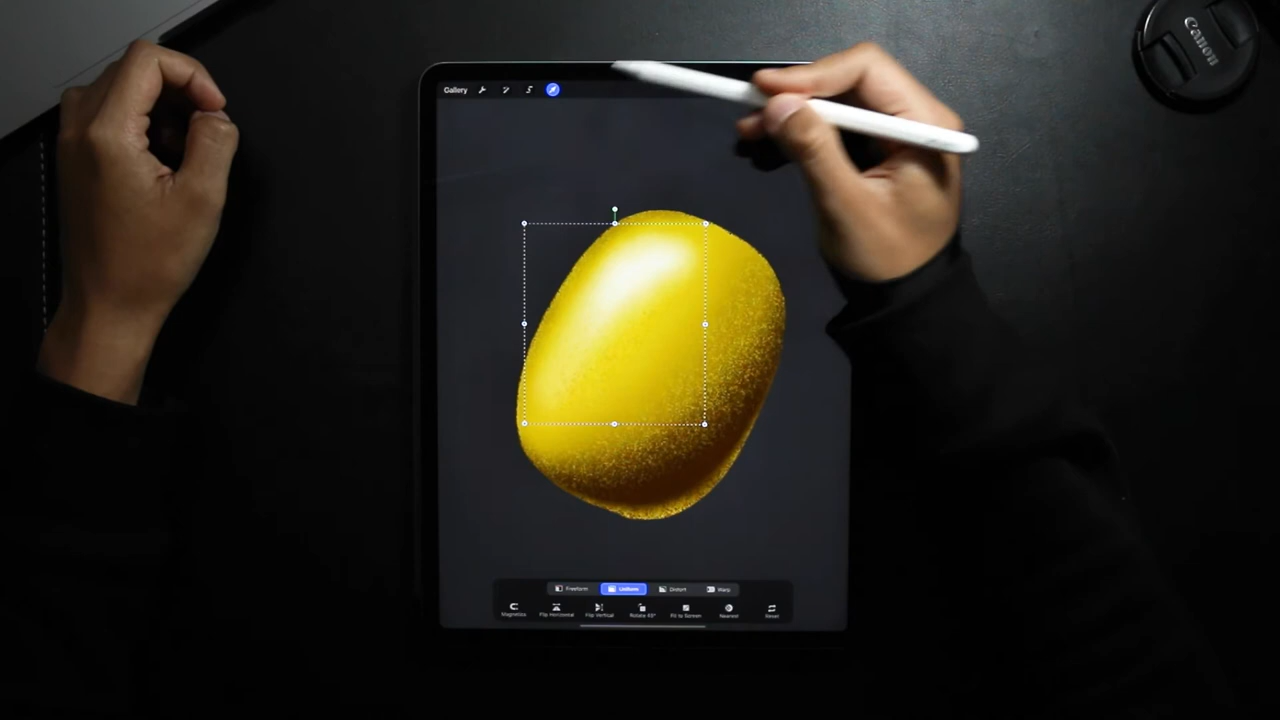 Canon
Gallery
Freeform Uniform Distort Warp
Magnetics Flip Horizontal Flip Vertical Rotate 45° Fit to Screen Nearest Reset